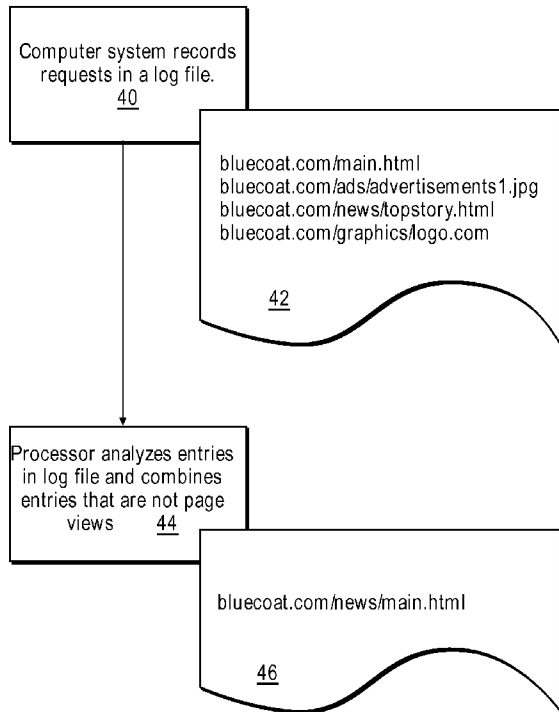 Computer system records
requests in a log file.
40
bluecoat.com/main.html
bluecoat.com/ads/advertisements1.jpg
bluecoat.com/news/topstory.html
bluecoat.com/graphics/logo.com
42
Processor analyzes entries
in log file and combines
entries that are not page
views 44
bluecoat.com/news/main.html
46